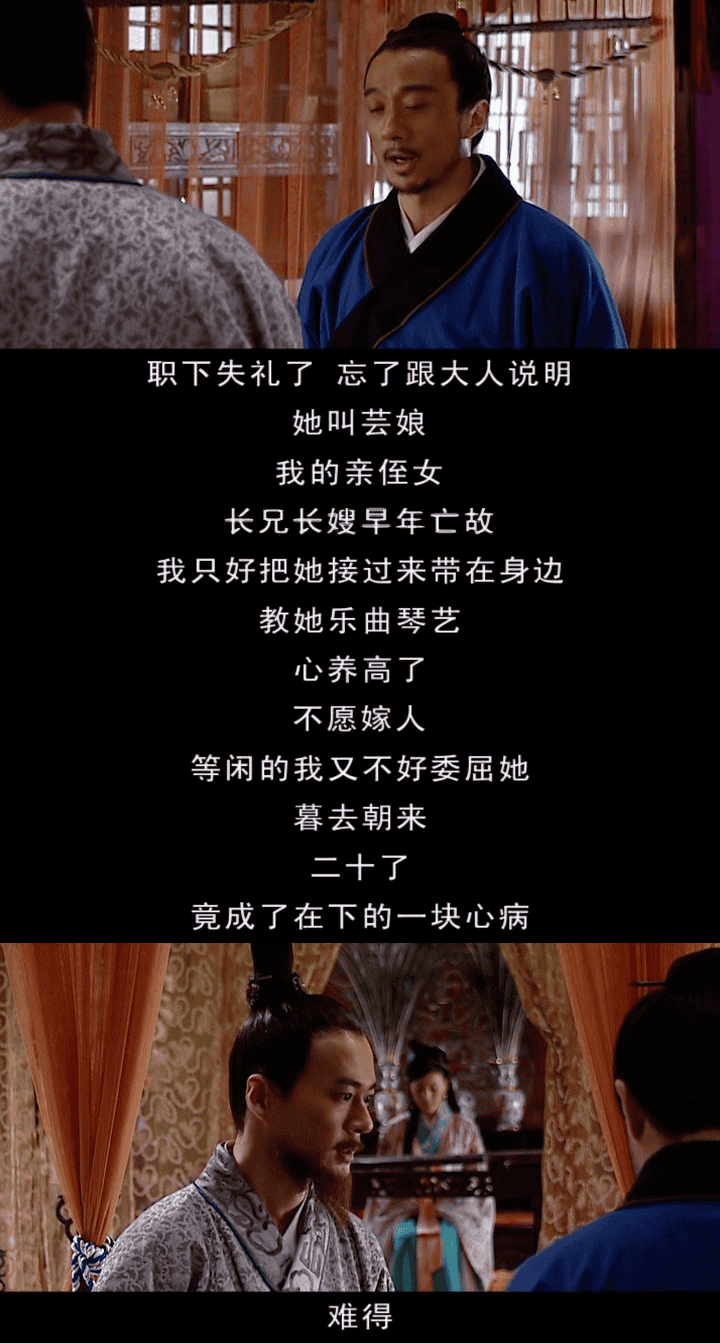 职下失礼了 忘了跟大人说明
她叫芸娘
我的亲侄女
长兄长嫂早年亡故
我只好把她接过来带在身边
教她乐曲琴艺
心养高了
不愿嫁人
等闲的我又不好委屈她
暮去朝来
二十了
竟成了在下的一块心病
难得